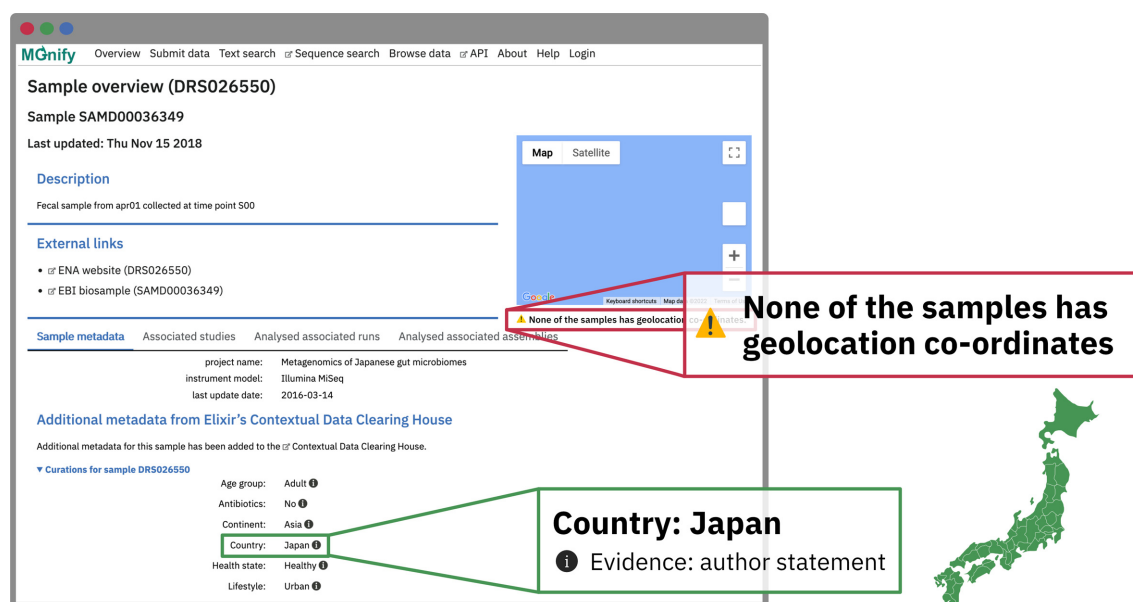 MGnify Overview Submit data Text search Sequence search Browse data API About Help Login
Sample overview (DRS026550)
Sample SAMD00036349
Last updated: Thu Nov 15 2018
Description
Fecal sample from apr01 collected at time point S00
External links
• ENA website (DRS026550)
• EBI biosample (SAMD00036349)
Map Satellite
Google
Keyboard shortcuts Map data ©2022 Terms of
None of the samples has geolocation co-ordinates.
None of the samples has
geolocation co-ordinates
Sample metadata Associated studies Analysed associated runs Analysed associated assemblies
project name: Metagenomics of Japanese gut microbiomes
instrument model: Illumina MiSeq
last update date: 2016-03-14
Additional metadata from Elixir's Contextual Data Clearing House
Additional metadata for this sample has been added to the Contextual Data Clearing House.
▼ Curations for sample DRS026550
Age group: Adult
Antibiotics: No
Continent: Asia
Country: Japan
Health state: Healthy
Lifestyle: Urban
Country: Japan
Evidence: author statement